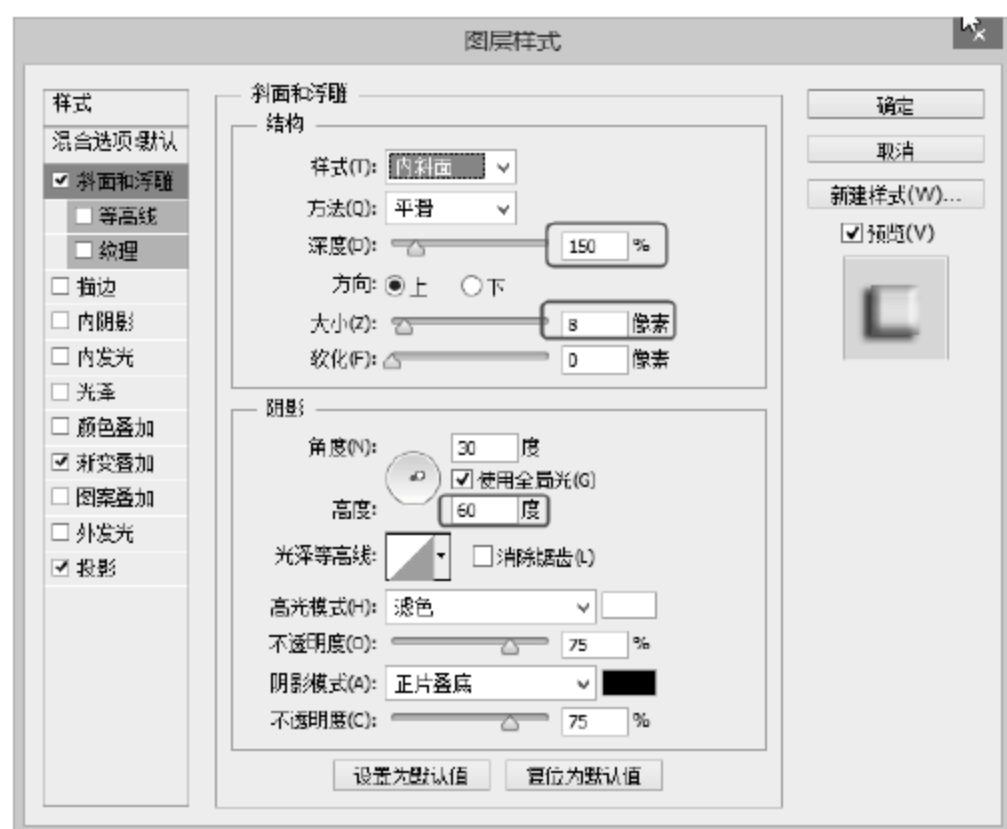 图层样式
样式
混合选项:默认
斜面和浮雕
等高线
纹理
描边
内阴影
内发光
光泽
颜色叠加
渐变叠加
图案叠加
外发光
投影
斜面和浮雕
结构
样式(T): 内斜面
方法(Q): 平滑
深度(D): 150 %
方向: 上 下
大小(Z): 8 像素
软化(F): 0 像素
阴影
角度(N): 30 度
使用全局光(G)
高度: 60 度
光泽等高线: 消除锯齿(L)
高光模式(H): 滤色
不透明度(O): 75 %
阴影模式(A): 正片叠底
不透明度(C): 75 %
设置为默认值 复位为默认值
确定
取消
新建样式(W)...
预览(V)